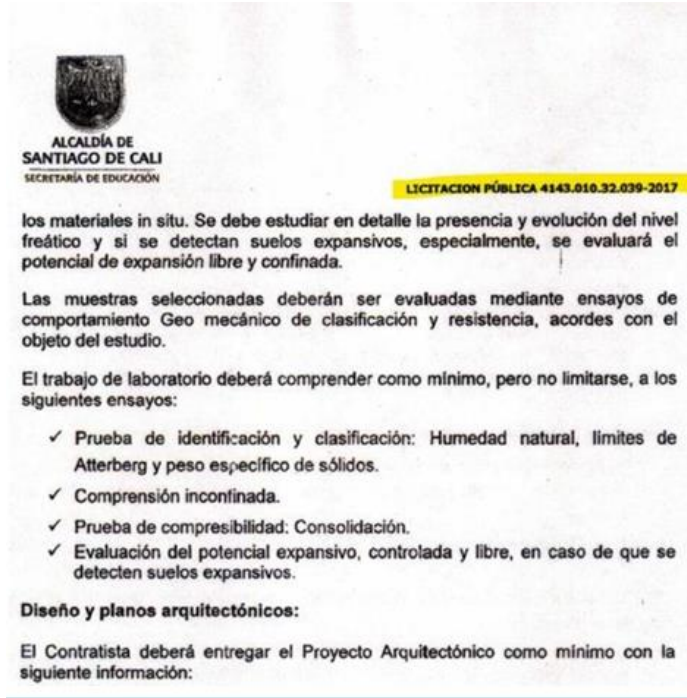 ALCALDÍA DE
SANTIAGO DE CALI
SECRETARÍA DE EDUCACIÓN
LICITACION PÚBLICA 4143.010.32.039-2017
los materiales in situ. Se debe estudiar en detalle la presencia y evolución del nivel
freático y si se detectan suelos expansivos, especialmente, se evaluará el
potencial de expansión libre y confinada.
Las muestras seleccionadas deberán ser evaluadas mediante ensayos de
comportamiento Geo mecánico de clasificación y resistencia, acordes con el
objeto del estudio.
El trabajo de laboratorio deberá comprender como mínimo, pero no limitarse, a los
siguientes ensayos:
✓ Prueba de identificación y clasificación: Humedad natural, limites de
Atterberg y peso específico de sólidos.
✓ Comprensión inconfinada.
✓ Prueba de compresibilidad: Consolidación.
✓ Evaluación del potencial expansivo, controlada y libre, en caso de que se
detecten suelos expansivos.
Diseño y planos arquitectónicos:
El Contratista deberá entregar el Proyecto Arquitectónico como mínimo con la
siguiente información: